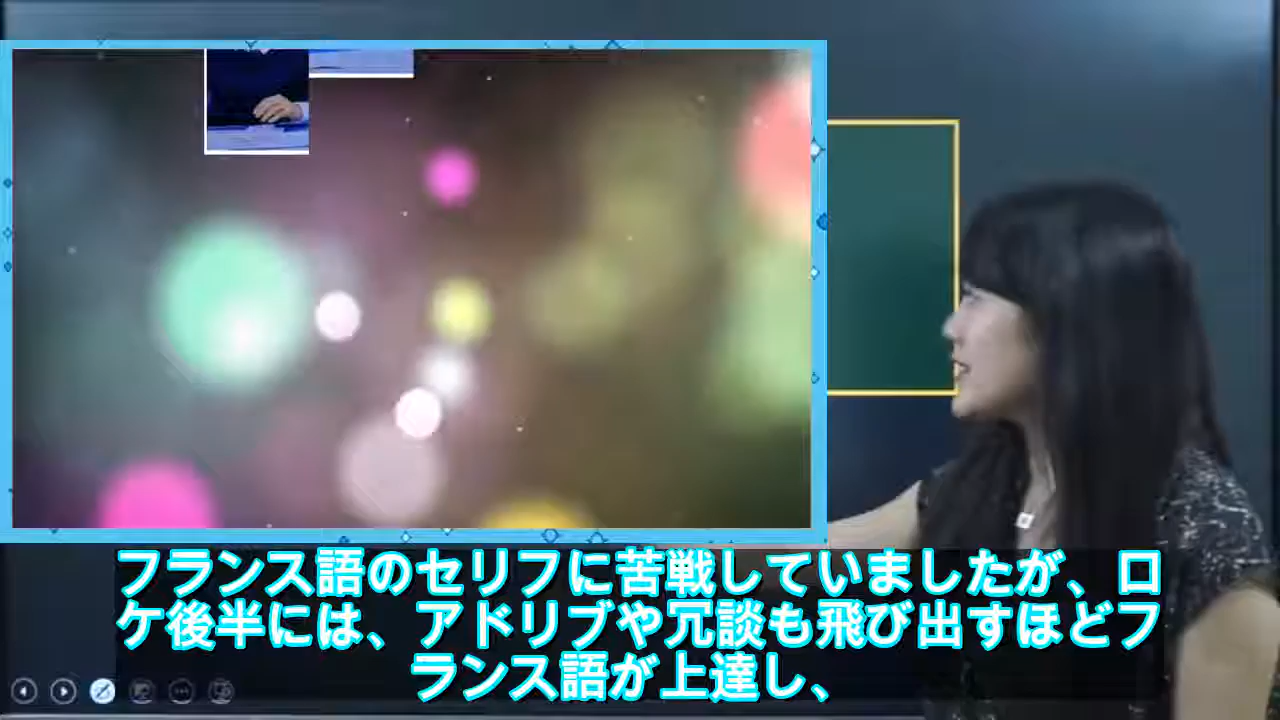 フランス語のセリフに苦戦していましたが、ロ
ケ後半には、アドリブや冗談も飛び出すほどフ
ランス語が上達し、